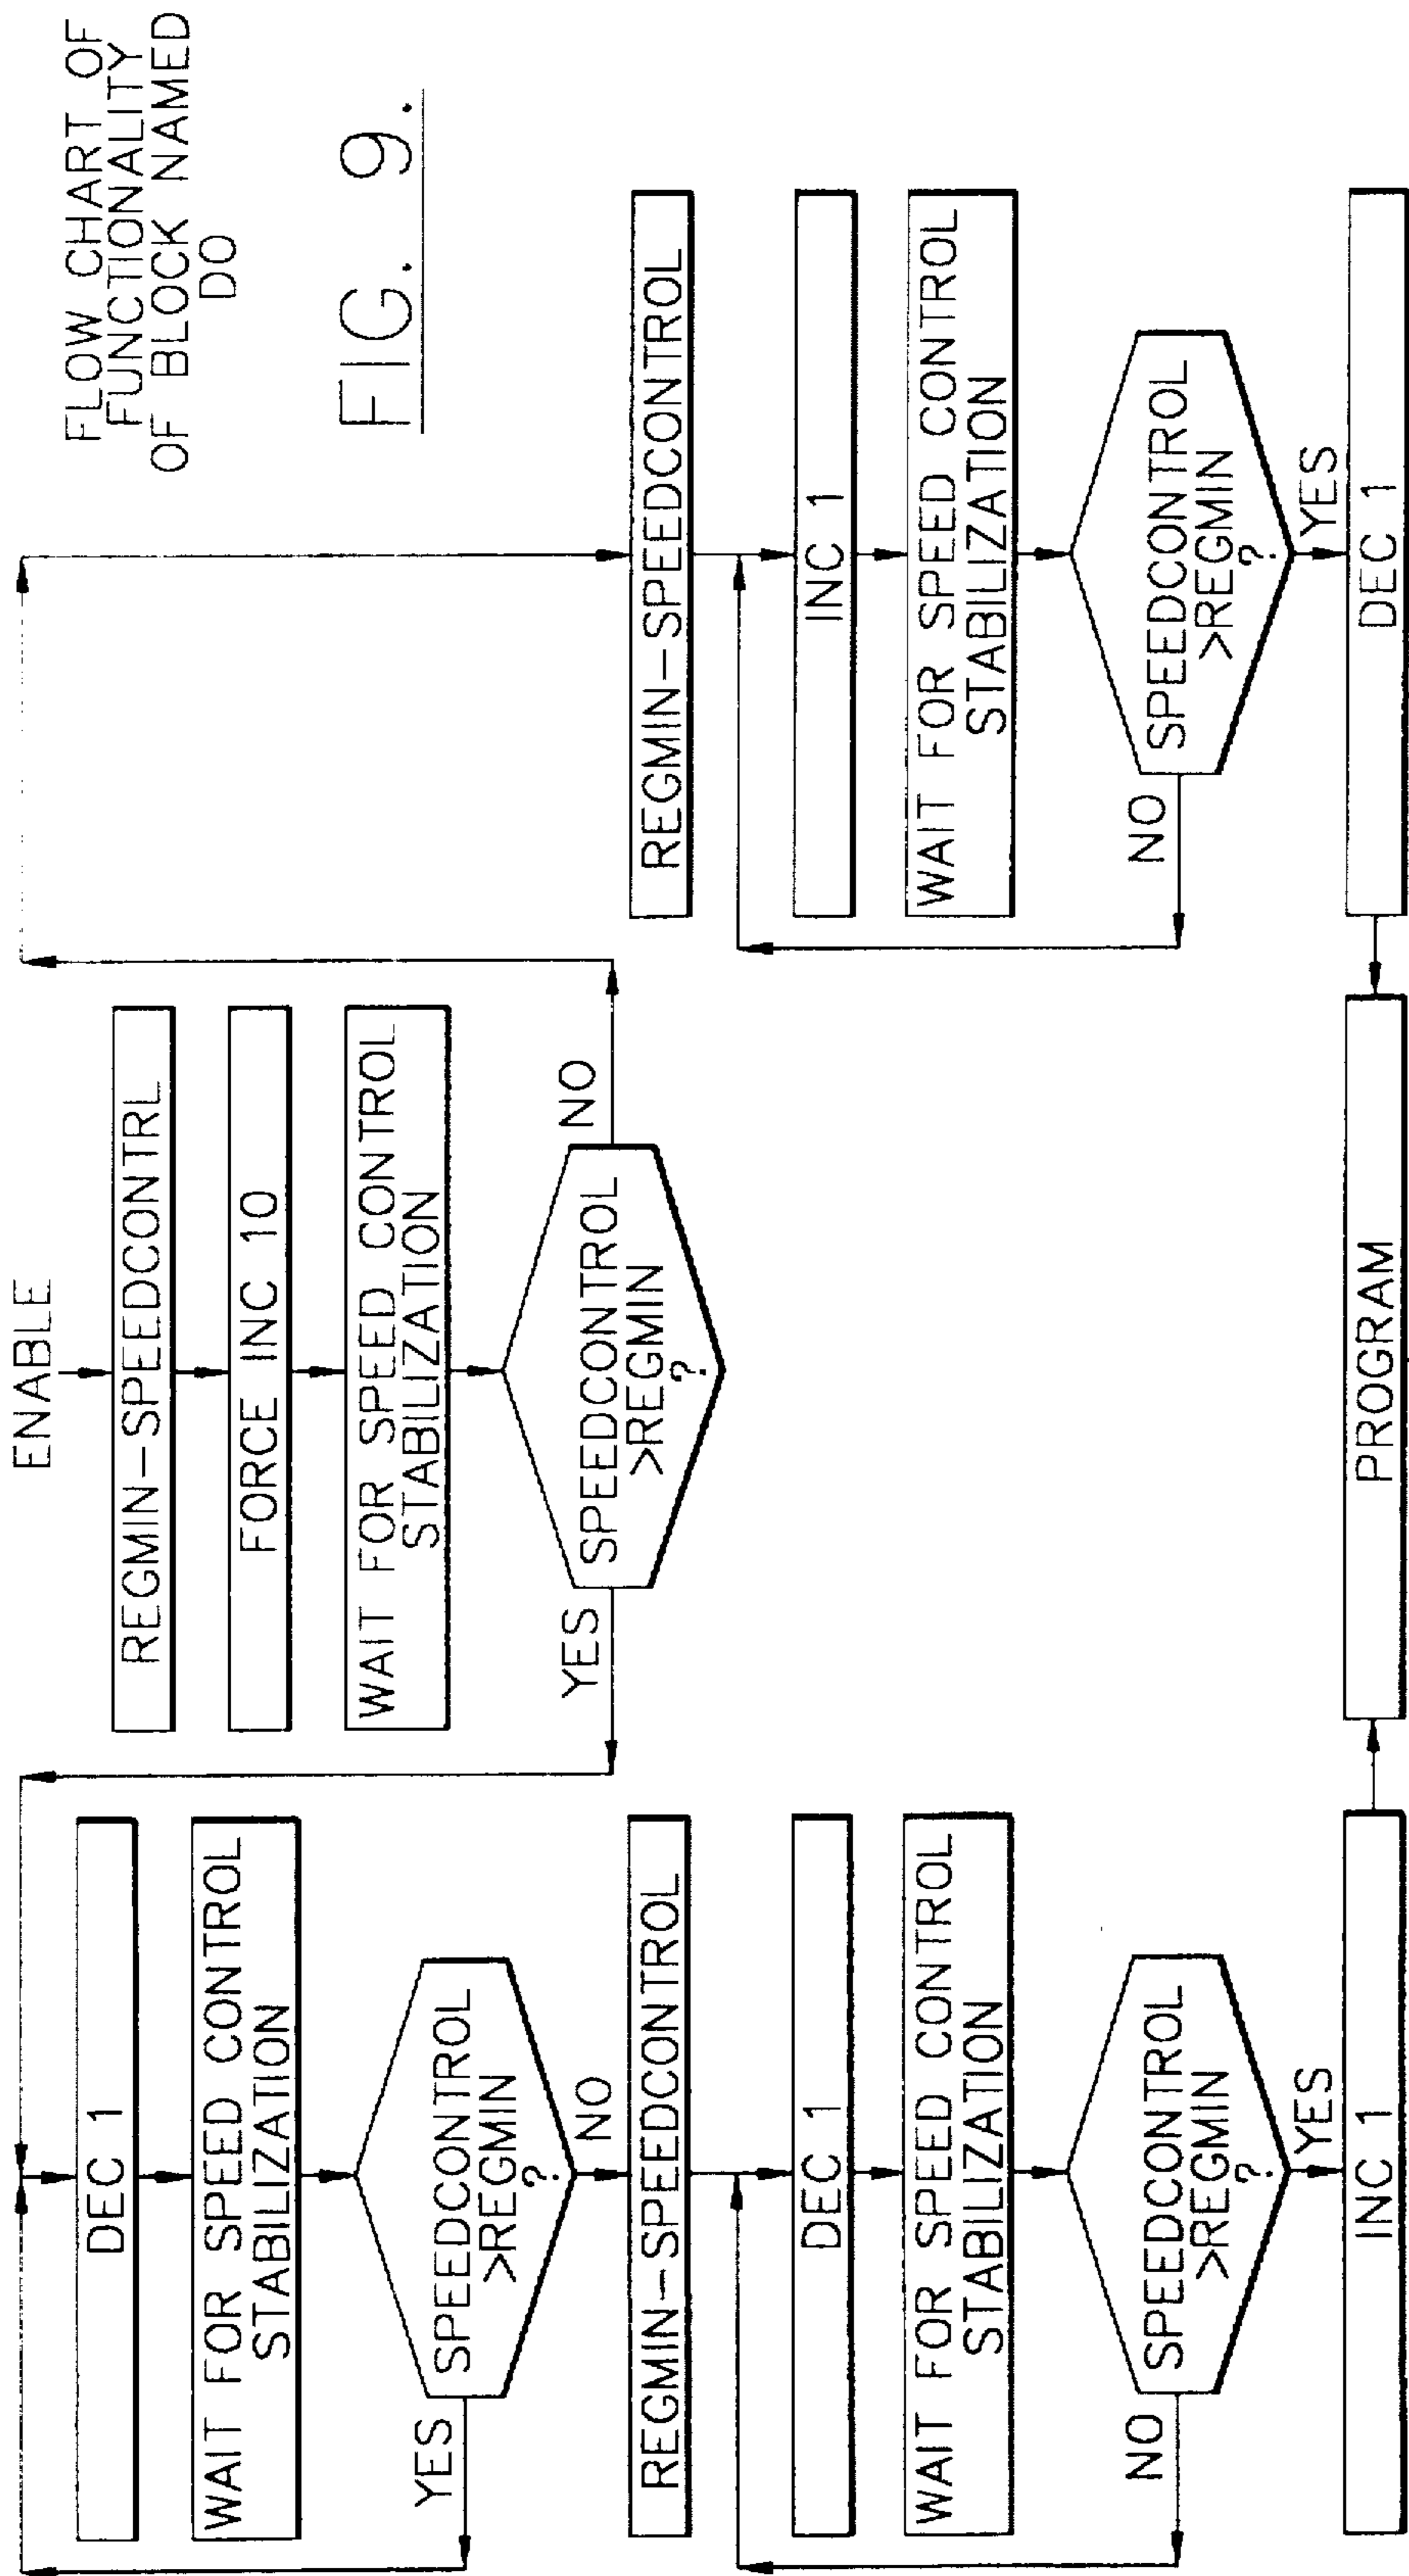 FLOW CHART OF
FUNCTIONALITY
OF BLOCK NAMED
DO
FIG. 9.
ENABLE
REGMIN-SPEEDCONTRL
FORCE INC 10
WAIT FOR SPEED CONTROL
STABILIZATION
SPEEDCONTROL
>REGMIN
?
YES
NO
DEC 1
WAIT FOR SPEED CONTROL
STABILIZATION
SPEEDCONTROL
>REGMIN
?
YES
NO
REGMIN-SPEEDCONTROL
DEC 1
WAIT FOR SPEED CONTROL
STABILIZATION
SPEEDCONTROL
>REGMIN
?
NO
YES
INC 1
REGMIN-SPEEDCONTROL
INC 1
WAIT FOR SPEED CONTROL
STABILIZATION
SPEEDCONTROL
>REGMIN
?
NO
YES
DEC 1
PROGRAM